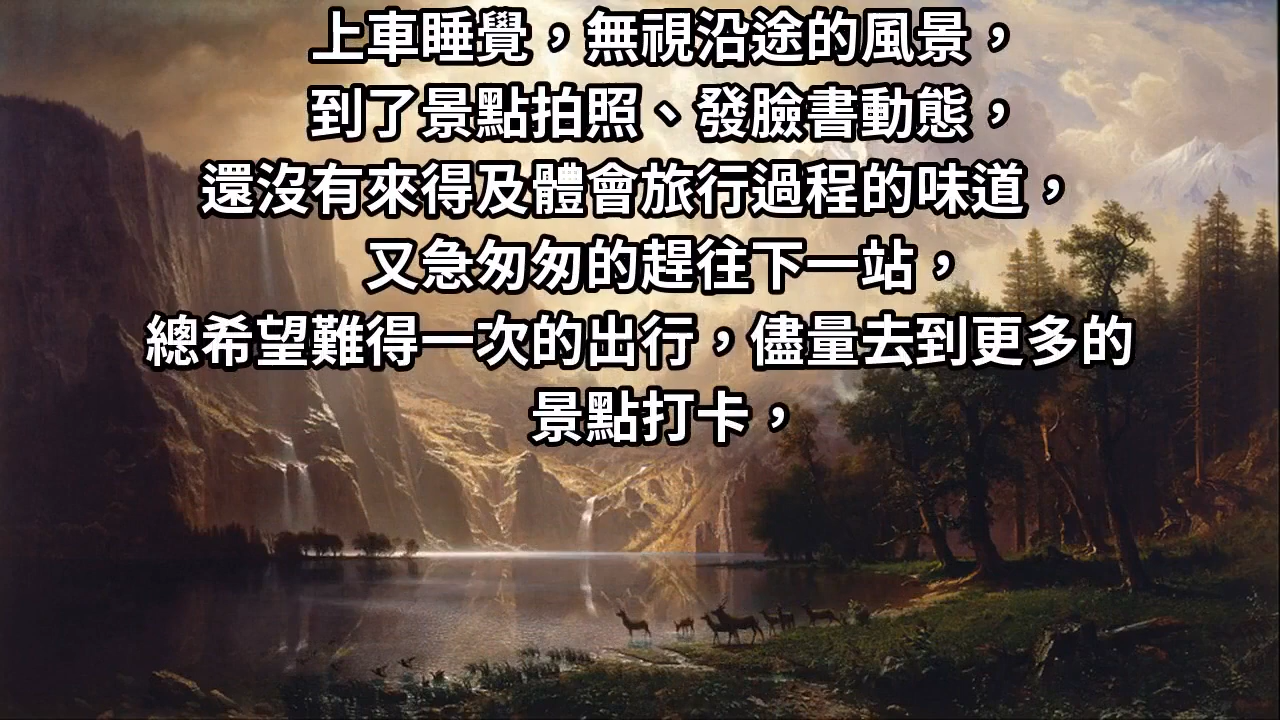 上車睡覺，無視沿途的風景，
到了景點拍照、發臉書動態，
還沒有來得及體會旅行過程的味道，
又急匆匆的趕往下一站，
總希望難得一次的出行，儘量去到更多的
景點打卡，